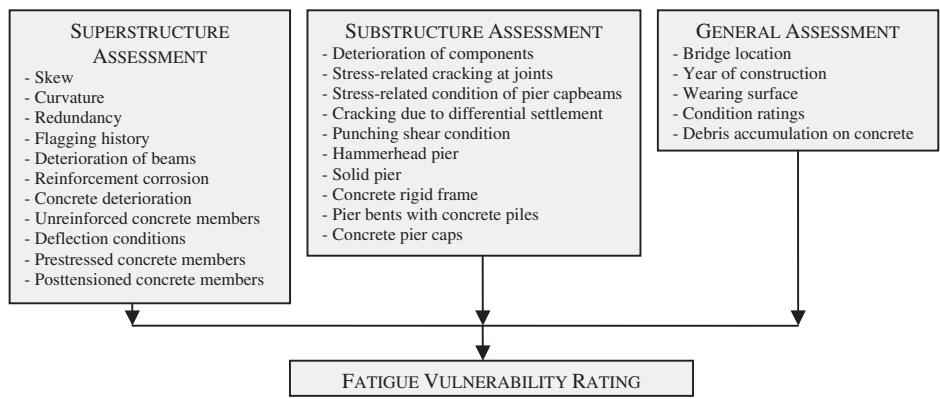 SUPERSTRUCTURE
ASSESSMENT
- Skew
- Curvature
- Redundancy
- Flagging history
- Deterioration of beams
- Reinforcement corrosion
- Concrete deterioration
- Unreinforced concrete members
- Deflection conditions
- Prestressed concrete members
- Posttensioned concrete members
SUBSTRUCTURE ASSESSMENT
- Deterioration of components
- Stress-related cracking at joints
- Stress-related condition of pier capbeams
- Cracking due to differential settlement
- Punching shear condition
- Hammerhead pier
- Solid pier
- Concrete rigid frame
- Pier bents with concrete piles
- Concrete pier caps
GENERAL ASSESSMENT
- Bridge location
- Year of construction
- Wearing surface
- Condition ratings
- Debris accumulation on concrete
FATIGUE VULNERABILITY RATING